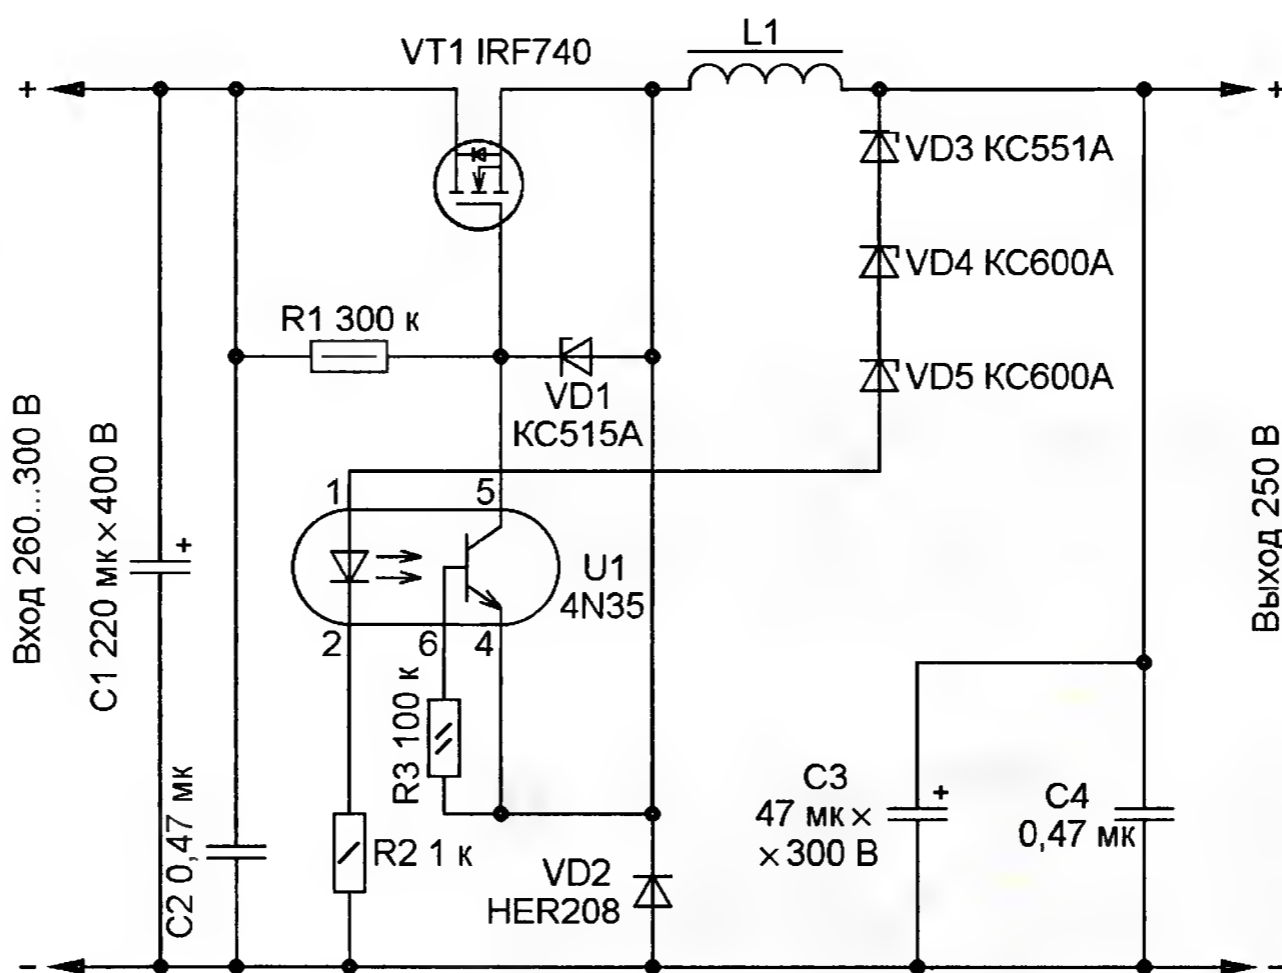 L1
VT1 IRF740
+
+
VD3 КС551А
VD4 КС600А
R1 300 к
VD5 КС600А
VD1
КС515А
Вход 260...300 В
C1 220 мк × 400 В
+
Выход 250 В
1
5
U1
4N35
2
6
4
R3 100 к
C3
47 мк ×
× 300 В
+
C4
0,47 мк
C2 0,47 мк
R2 1 к
VD2
HER208
-
-